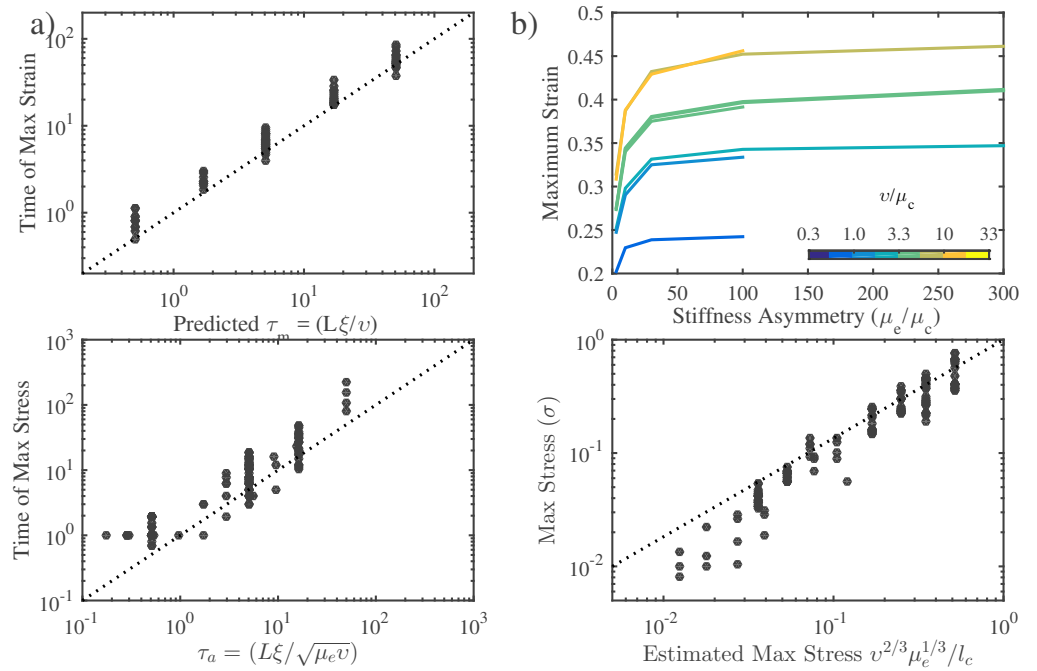 a)
Time of Max Strain
10^2
10^1
10^0
10^0 10^1 10^2
Predicted τ_m = (Lξ/υ)
b)
Maximum Strain
0.5
0.45
0.4
0.35
0.3
0.25
0.2
υ/μ_c
0.3 1.0 3.3 10 33
0 50 100 150 200 250 300
Stiffness Asymmetry (μ_e/μ_c)
Time of Max Stress
10^3
10^2
10^1
10^0
10^-1
10^-1 10^0 10^1 10^2 10^3
τ_a = (Lξ/√μ_eυ)
Max Stress (σ)
10^0
10^-1
10^-2
10^-2 10^-1 10^0
Estimated Max Stress υ^2/3 μ_e^1/3/l_c